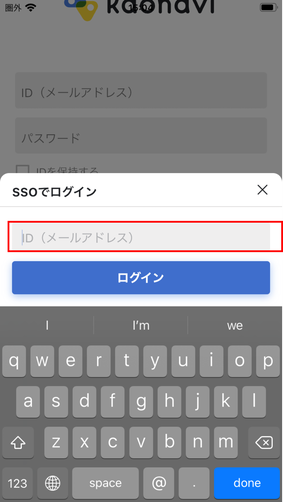 圏外
kaonavi
ID（メールアドレス）
パスワード
IDを保持する
SSOでログイン
ID（メールアドレス）
ログイン
I I'm we
q w e r t y u i o p
a s d f g h j k l
z x c v b n m
123 space @ . done